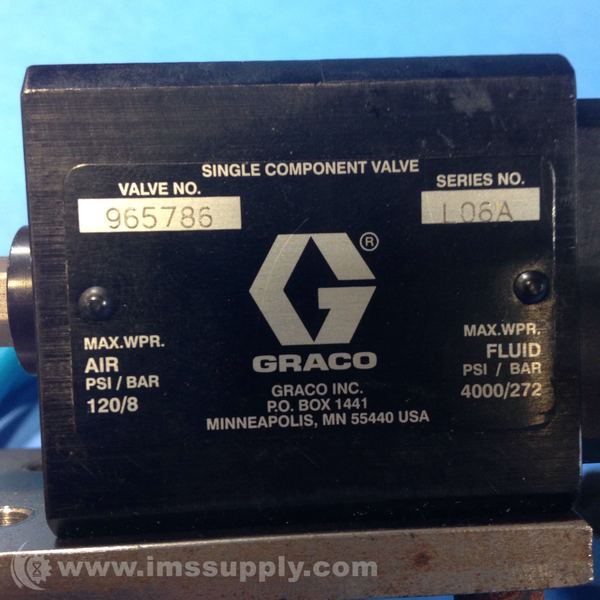 SINGLE COMPONENT VALVE
VALVE NO.
965786
SERIES NO.
L06A
®
MAX.WPR.
AIR
PSI / BAR
120/8
GRACO
GRACO INC.
P.O. BOX 1441
MINNEAPOLIS, MN 55440 USA
MAX.WPR.
FLUID
PSI / BAR
4000/272
www.imssupply.com